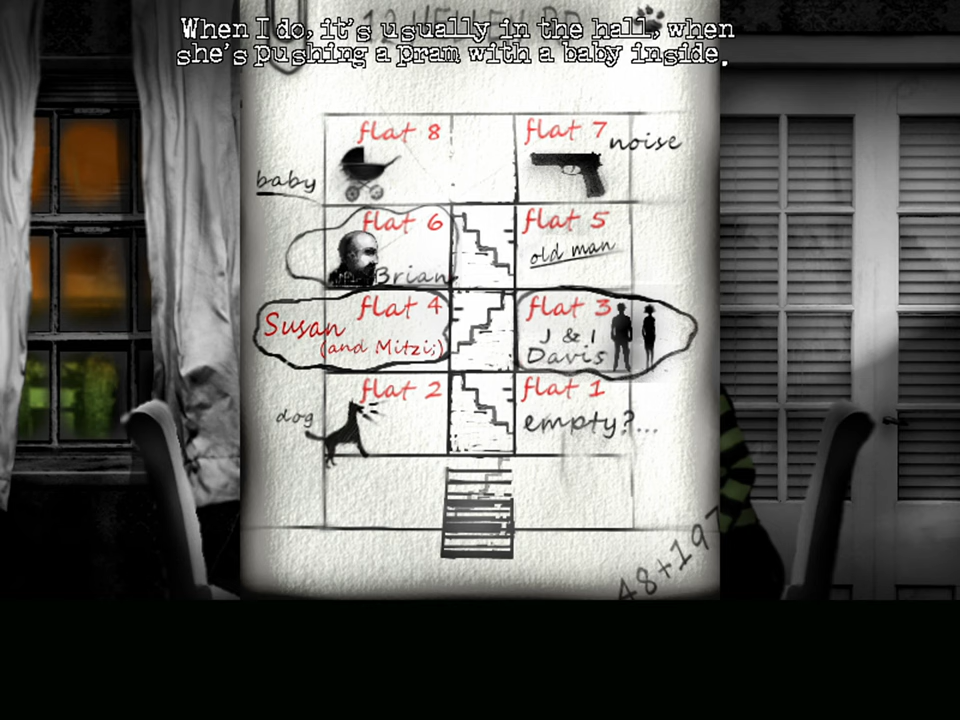 When I do, it's usually in the hall, when
she's pushing a pram with a baby inside.
flat 8
flat 7
noise
baby
flat 6
flat 5
old man
Brian
flat 4
flat 3
Susan
(and Mitzi;)
J & I
Davis
flat 2
flat 1
dog
empty?...
48+197